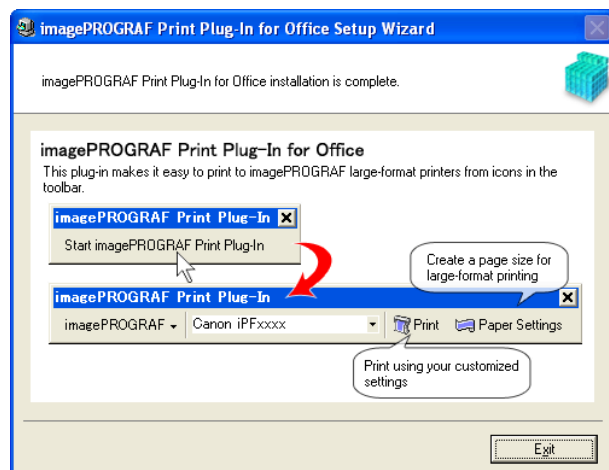 imagePROGRAF Print Plug-In for Office Setup Wizard
imagePROGRAF Print Plug-In for Office installation is complete.
imagePROGRAF Print Plug-In for Office
This plug-in makes it easy to print to imagePROGRAF large-format printers from icons in the
toolbar.
imagePROGRAF Print Plug-In
Start imagePROGRAF Print Plug-In
Create a page size for
large-format printing
imagePROGRAF Print Plug-In
imagePROGRAF Canon iPFxxxx Print Paper Settings
Print using your customized
settings
Exit